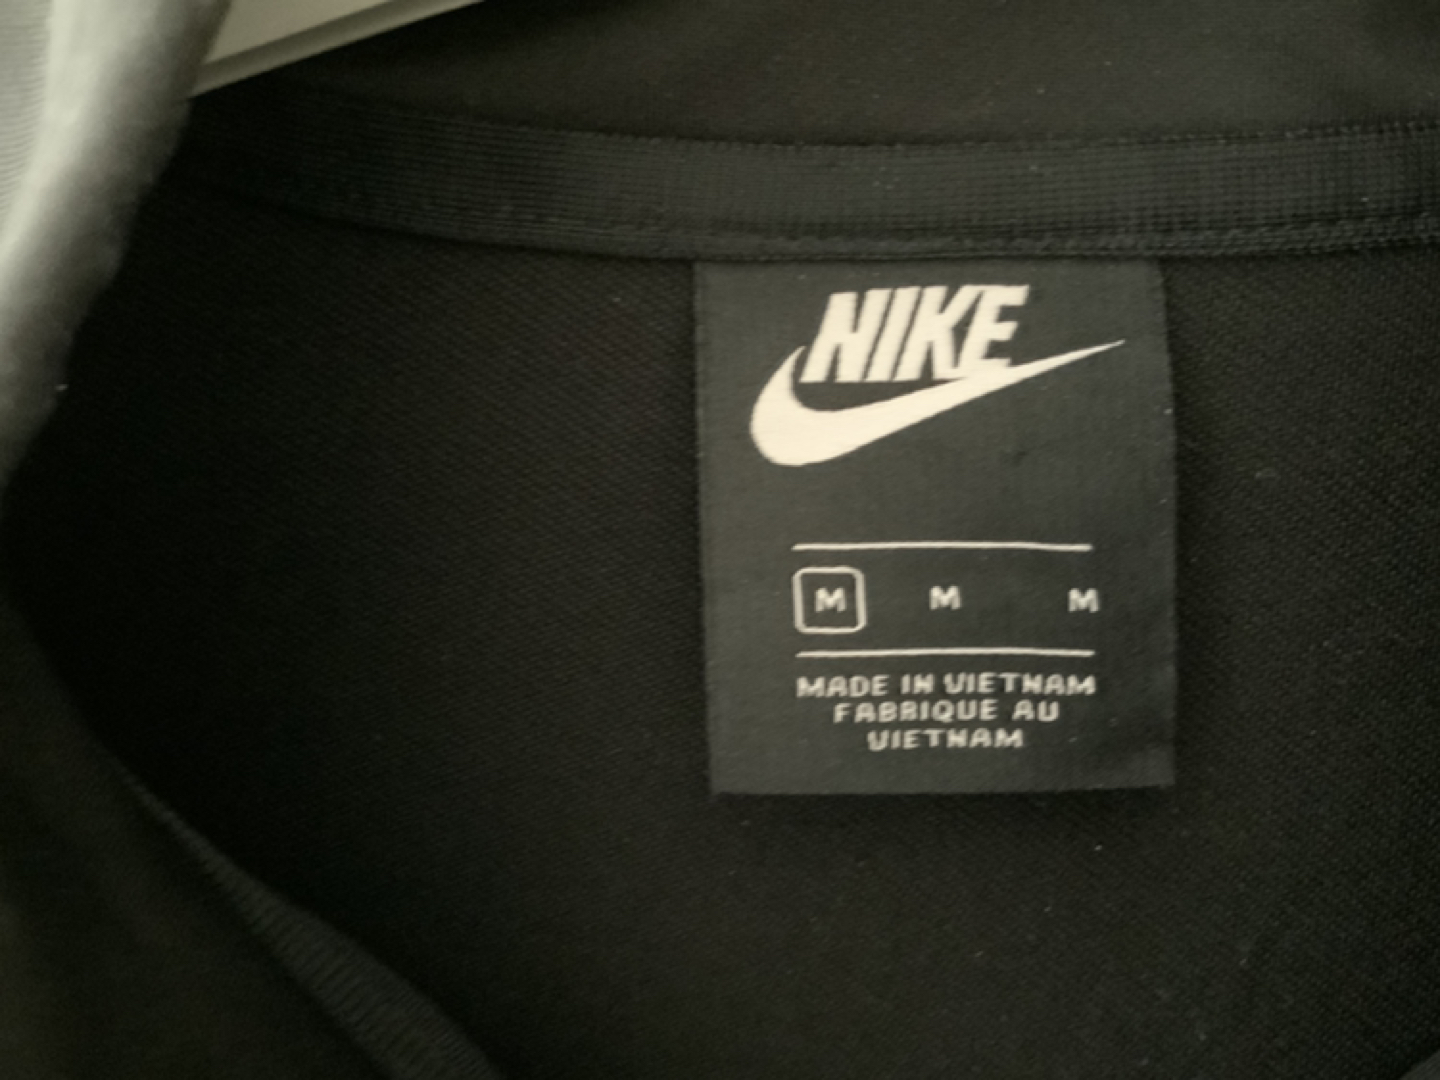 NIKE
M M M
MADE IN VIETNAM
FABRIQUE AU
VIETNAM